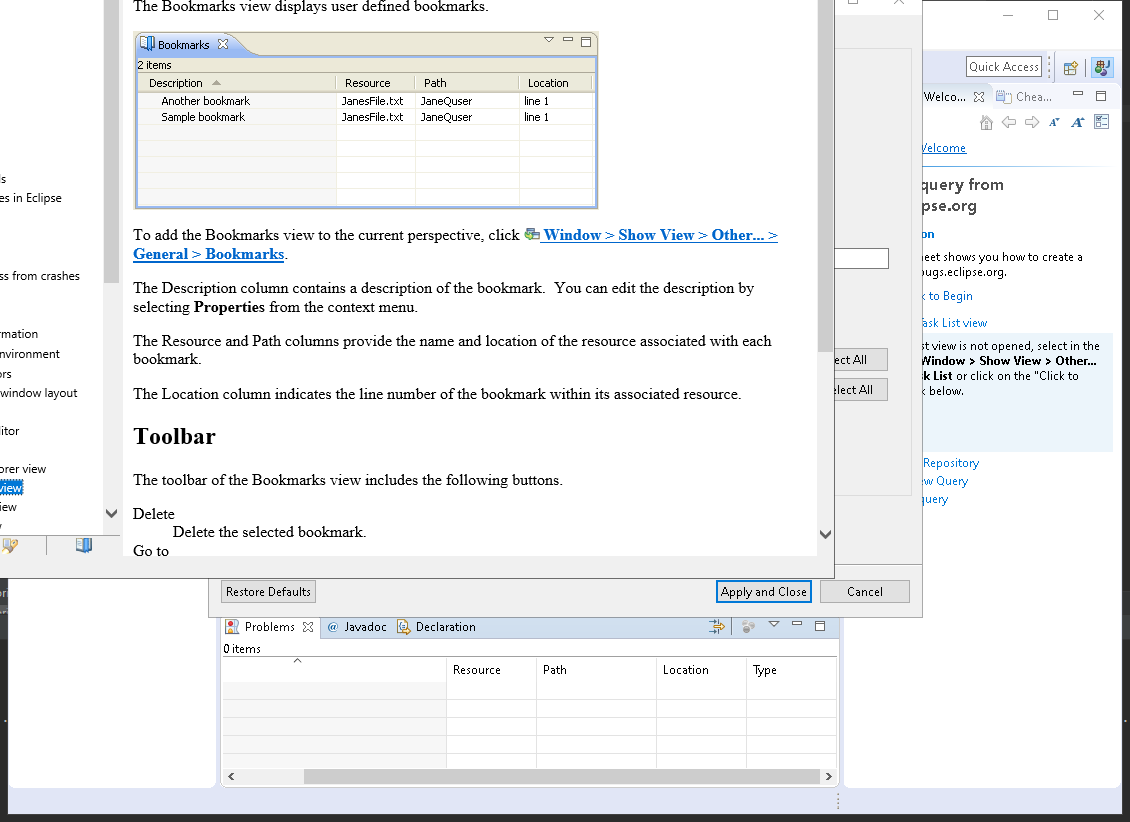 The Bookmarks view displays user defined bookmarks.
Bookmarks
2 items
Description Resource Path Location
Another bookmark JanesFile.txt JaneQuser line 1
Sample bookmark JanesFile.txt JaneQuser line 1
To add the Bookmarks view to the current perspective, click Window > Show View > Other... >
General > Bookmarks.
The Description column contains a description of the bookmark. You can edit the description by
selecting Properties from the context menu.
The Resource and Path columns provide the name and location of the resource associated with each
bookmark.
The Location column indicates the line number of the bookmark within its associated resource.
Toolbar
The toolbar of the Bookmarks view includes the following buttons.
Delete
Delete the selected bookmark.
Go to
es in Eclipse
ss from crashes
rmation
nvironment
ors
window layout
itor
orer view
view
iew
ect All
elect All
Restore Defaults
Apply and Close
Cancel
Problems
@ Javadoc
Declaration
0 items
Resource Path Location Type
Quick Access
Welco...
Chea...
A A
Welcome
query from
pse.org
on
eet shows you how to create a
ougs.eclipse.org.
k to Begin
Task List view
st view is not opened, select in the
Window > Show View > Other...
k List or click on the "Click to
k below.
Repository
ew Query
query